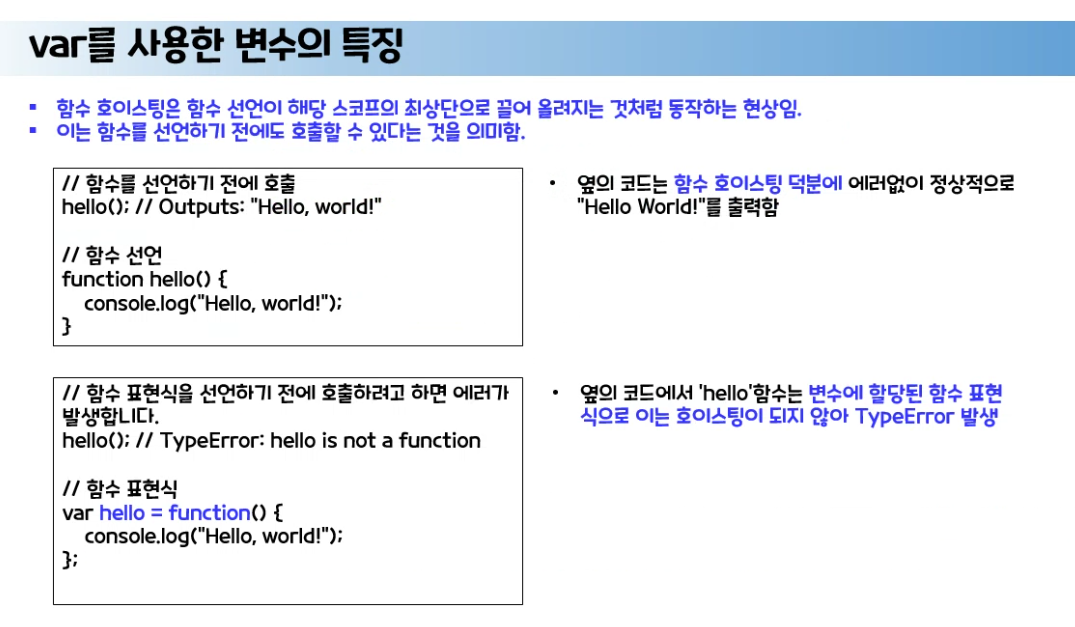 var를 사용한 변수의 특징
▪ 함수 호이스팅은 함수 선언이 해당 스코프의 최상단으로 끌어 올려지는 것처럼 동작하는 현상임.
▪ 이는 함수를 선언하기 전에도 호출할 수 있다는 것을 의미함.
// 함수를 선언하기 전에 호출
hello(); // Outputs: "Hello, world!"
// 함수 선언
function hello() {
console.log("Hello, world!");
}
• 옆의 코드는 함수 호이스팅 덕분에 에러없이 정상적으로
"Hello World!"를 출력함
// 함수 표현식을 선언하기 전에 호출하려고 하면 에러가
발생합니다.
hello(); // TypeError: hello is not a function
// 함수 표현식
var hello = function() {
console.log("Hello, world!");
};
• 옆의 코드에서 'hello'함수는 변수에 할당된 함수 표현
식으로 이는 호이스팅이 되지 않아 TypeError 발생